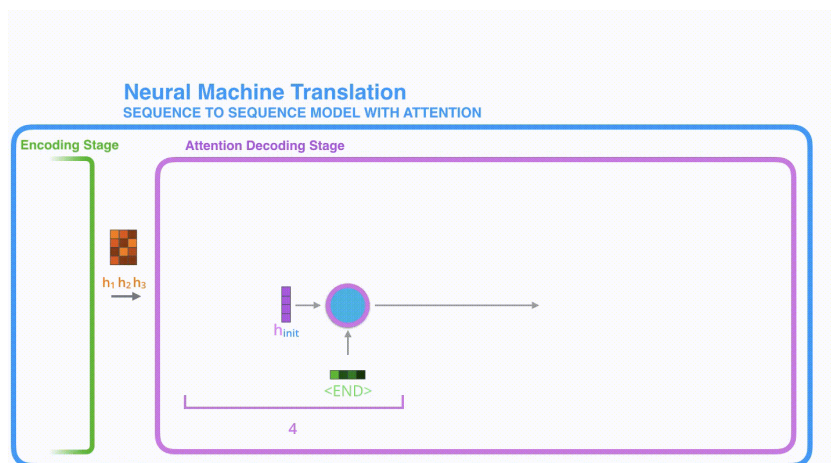 Neural Machine Translation
SEQUENCE TO SEQUENCE MODEL WITH ATTENTION
Encoding Stage
Attention Decoding Stage
h₁ h₂ h₃
hinit
<END>
4